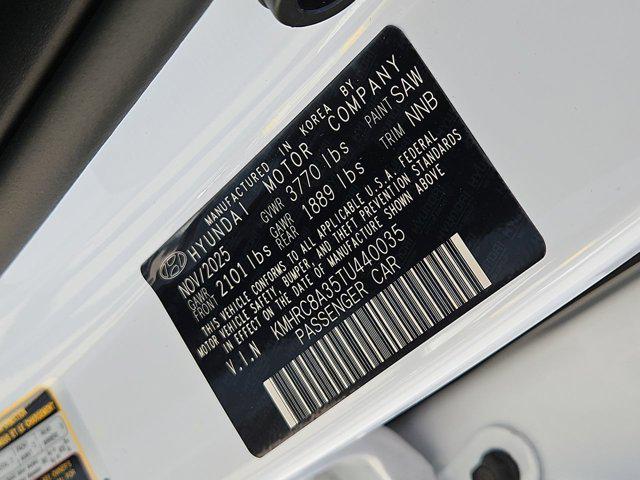 MANUFACTURED IN KOREA BY
HYUNDAI MOTOR COMPANY
NOV/2025 GVWR 3770 lbs PAINT SAW
GAWR FRONT 2101 lbs GAWR REAR 1889 lbs TRIM NNB
THIS VEHICLE CONFORMS TO ALL APPLICABLE U.S.A. FEDERAL
MOTOR VEHICLE SAFETY, BUMPER, AND THEFT PREVENTION STANDARDS
IN EFFECT ON THE DATE OF MANUFACTURE SHOWN ABOVE
V.I.N KMHRC8A35TU440035
PASSENGER CAR